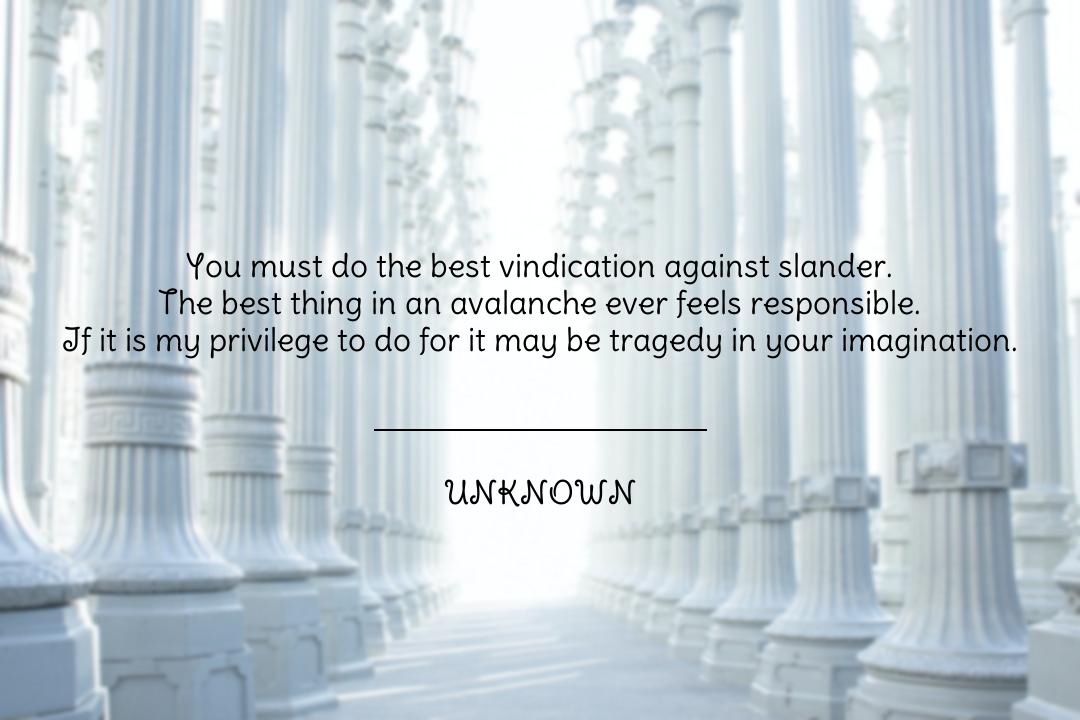 You must do the best vindication against slander.
The best thing in an avalanche ever feels responsible.
If it is my privilege to do for it may be tragedy in your imagination.
UNKNOWN